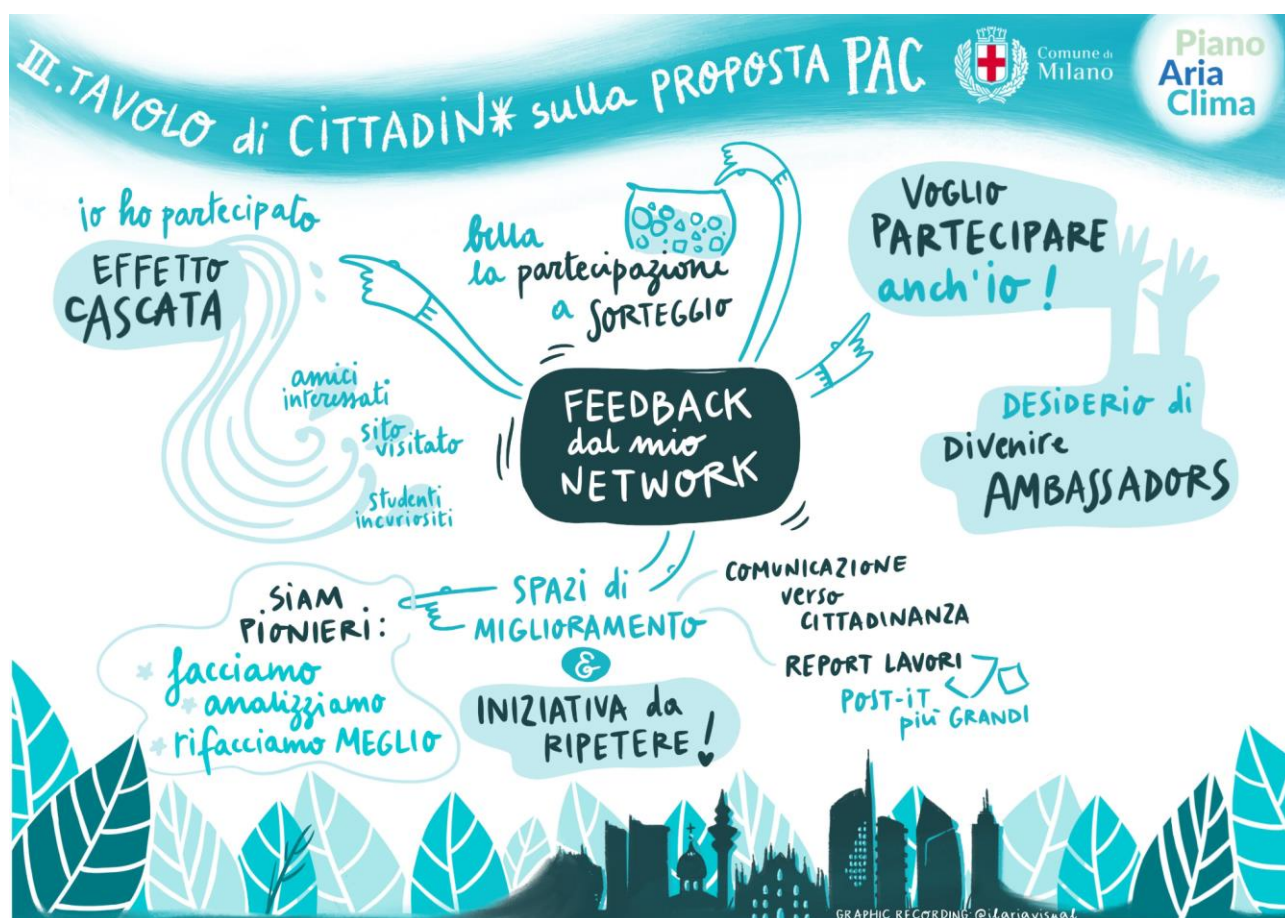 III. TAVOLO di CITTADIN* sulla PROPOSTA PAC
Comune di
Milano
Piano
Aria
Clima
io ho partecipato
EFFETTO
CASCATA
amici
interessati
sito
visitato
studenti
incuriositi
bella
la partecipazione
a SORTEGGIO
VOGLIO
PARTECIPARE
anch'io!
DESIDERIO di
Divenire
AMBASSADORS
FEEDBACK
dal mio
NETWORK
SPAZI di
MIGLIORAMENTO
&
INIZIATIVA da
RIPETERE!
COMUNICAZIONE
verso
CITTADINANZA
REPORT LAVORI
POST-IT
più GRANDI
SIAM
PIONIERI:
facciamo
analizziamo
rifacciamo MEGLIO
GRAPHIC RECORDING: @ilariavisual